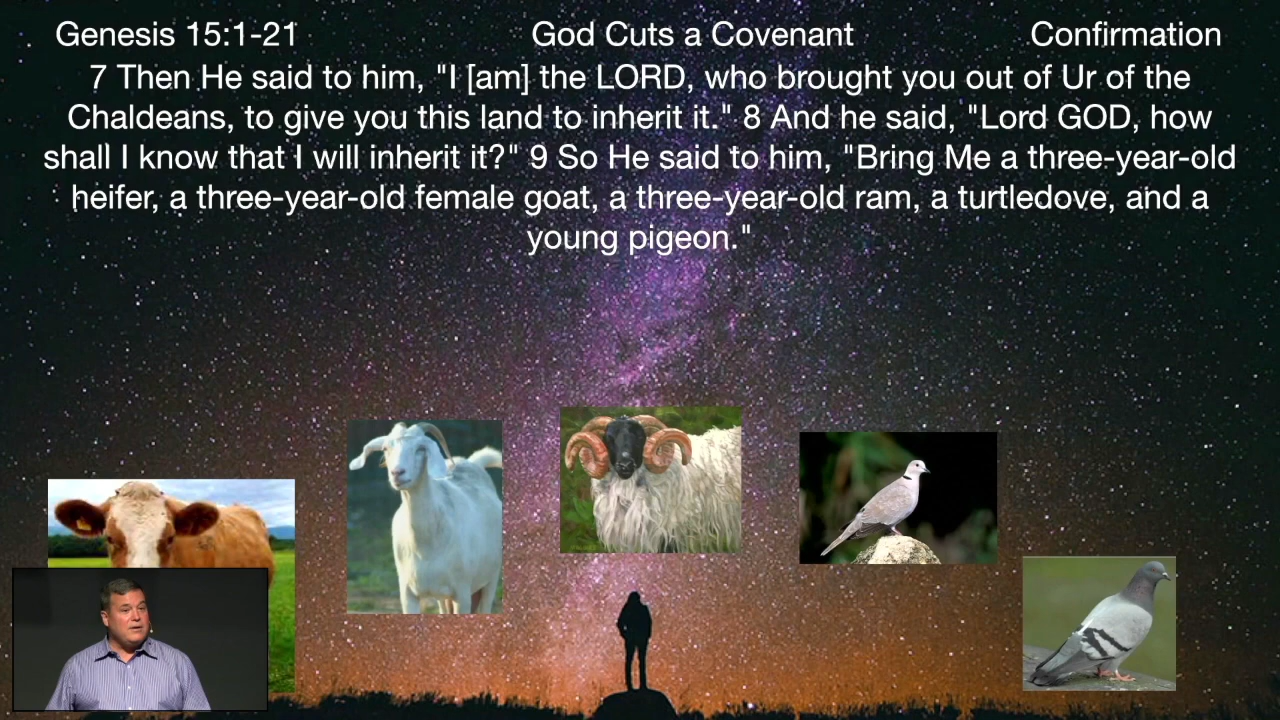 Genesis 15:1-21 God Cuts a Covenant Confirmation
7 Then He said to him, "I [am] the LORD, who brought you out of Ur of the
Chaldeans, to give you this land to inherit it." 8 And he said, "Lord GOD, how
shall I know that I will inherit it?" 9 So He said to him, "Bring Me a three-year-old
heifer, a three-year-old female goat, a three-year-old ram, a turtledove, and a
young pigeon."